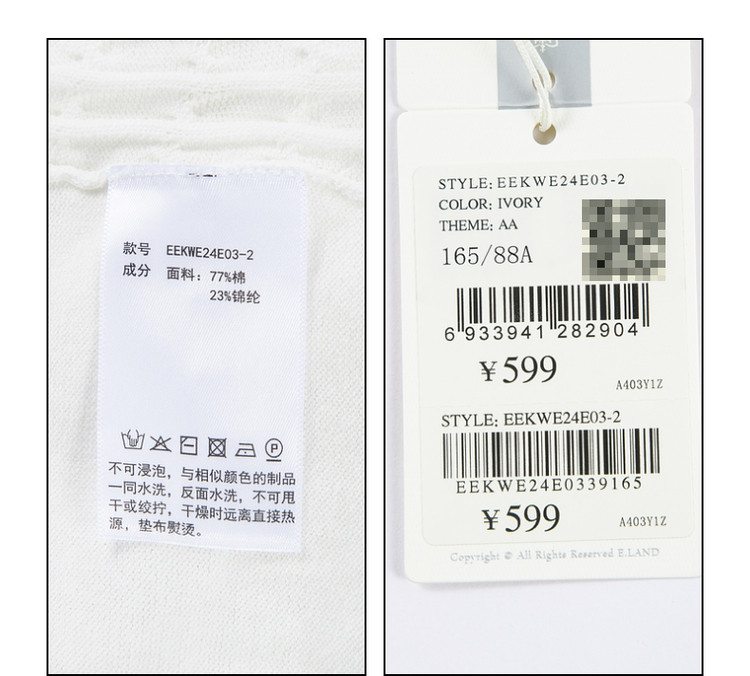 款号 EEKWE24E03-2
成分 面料：77%棉
23%锦纶
P
不可浸泡，与相似颜色的制品
一同水洗，反面水洗，不可甩
干或绞拧，干燥时远离直接热
源，垫布熨烫。
STYLE: EEKWE24E03-2
COLOR: IVORY
THEME: AA
165/88A
6 933941 282904
¥599
A403Y1Z
STYLE: EEKWE24E03-2
EEKWE24E0339165
¥599
A403Y1Z
Copyright © All Rights Reserved E.LAND